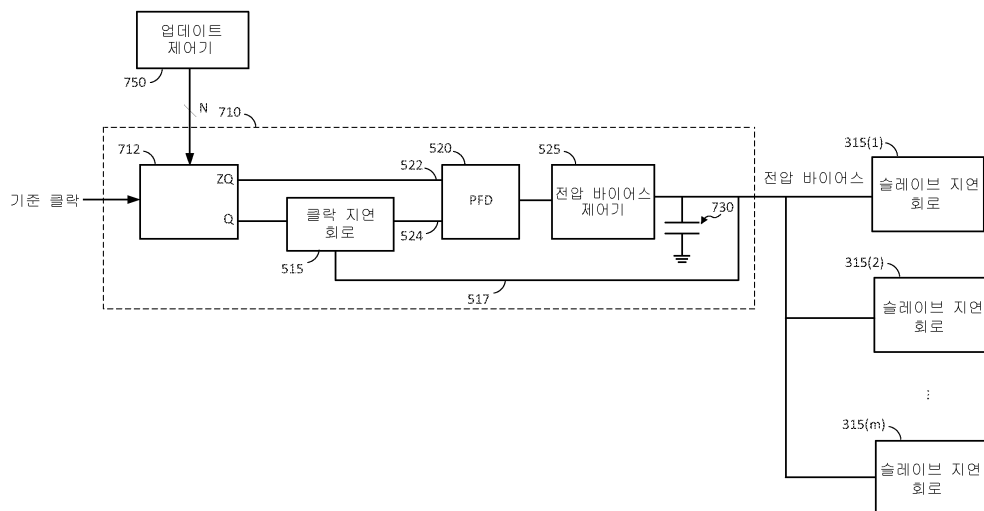 업데이트
제어기
750
N
710
712
ZQ
Q
기준 클락
522
520
PFD
524
클락 지연
회로
515
517
525
전압 바이어스
제어기
730
전압 바이어스
315(1)
슬레이브 지연
회로
315(2)
슬레이브 지연
회로
...
315(m)
슬레이브 지연
회로